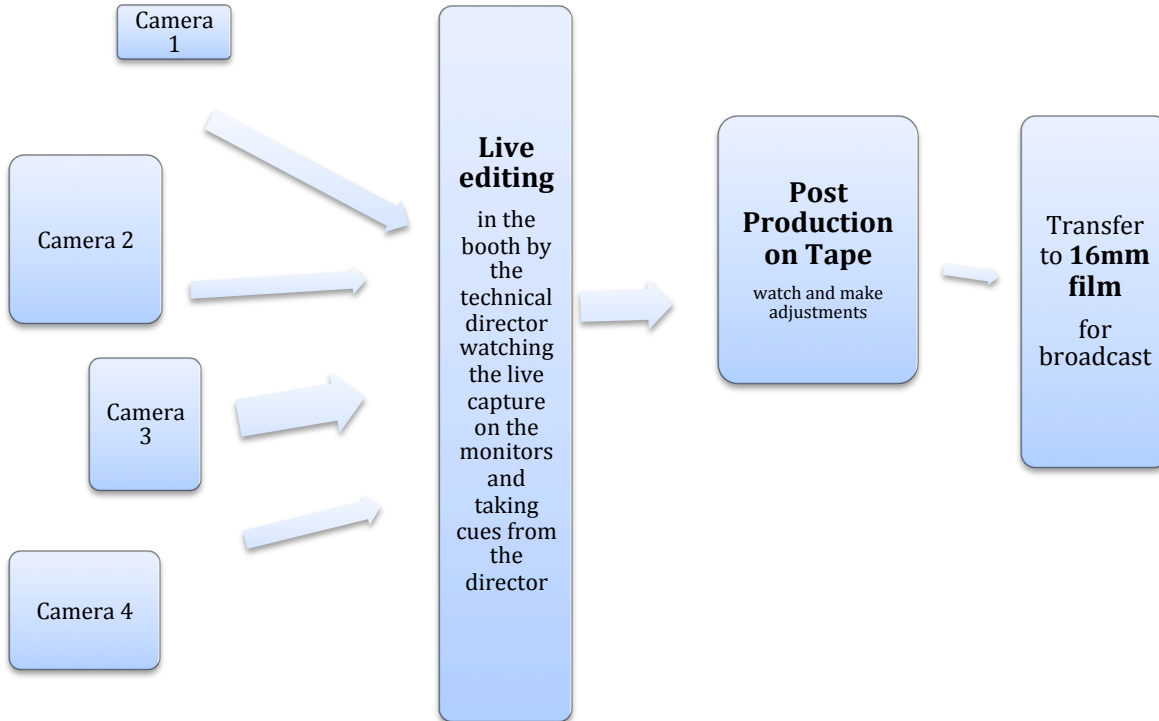 Camera
1
Camera 2
Camera
3
Camera 4
Live
editing
in the
booth by
the
technical
director
watching
the live
capture
on the
monitors
and
taking
cues from
the
director
Post
Production
on Tape
watch and make
adjustments
Transfer
to 16mm
film
for
broadcast